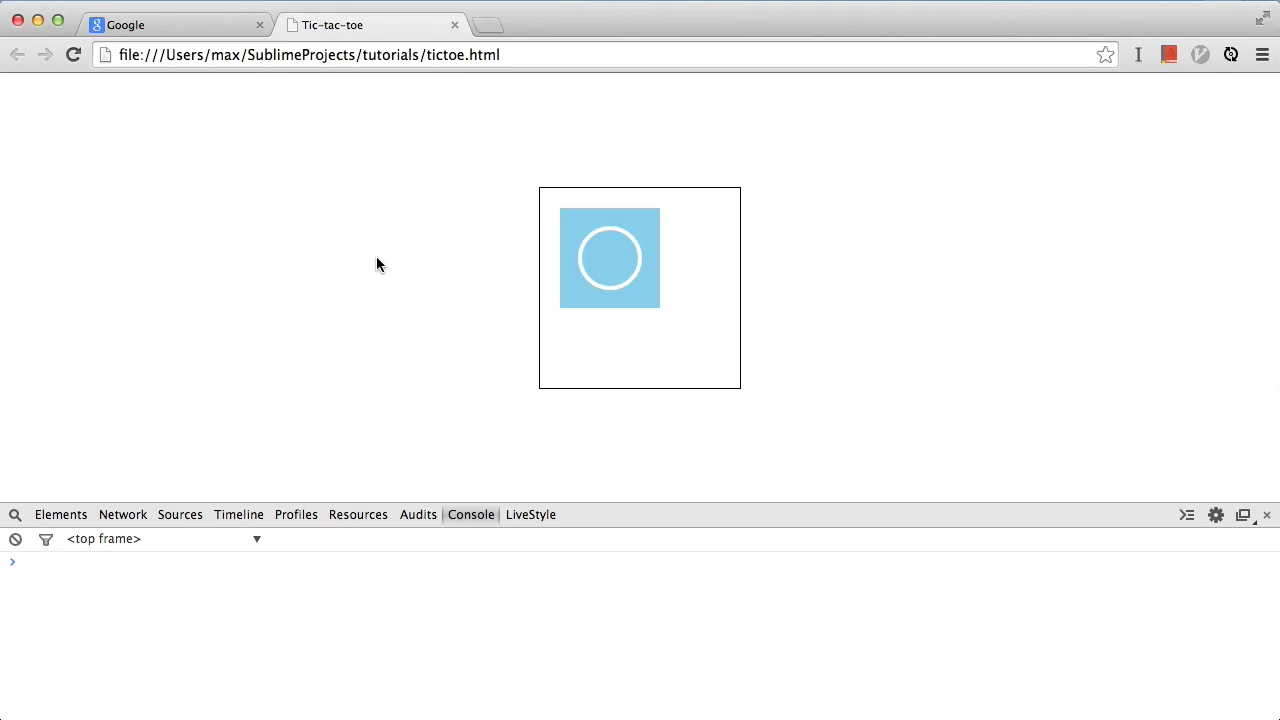 Google
Tic-tac-toe
file:///Users/max/SublimeProjects/tutorials/tictoe.html
Elements Network Sources Timeline Profiles Resources Audits Console LiveStyle
<top frame>